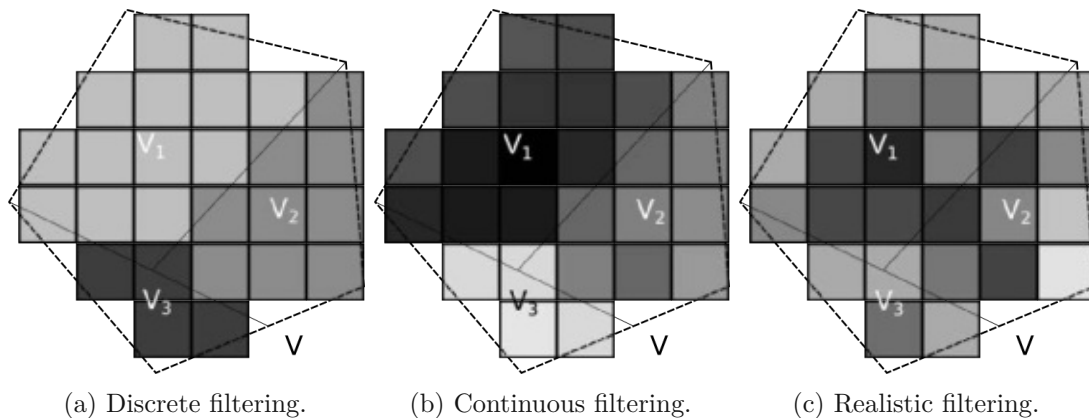 V₁ V₁ V₁
V₂ V₂ V₂
V₃ V₃ V₃
V V V
(a) Discrete filtering. (b) Continuous filtering. (c) Realistic filtering.